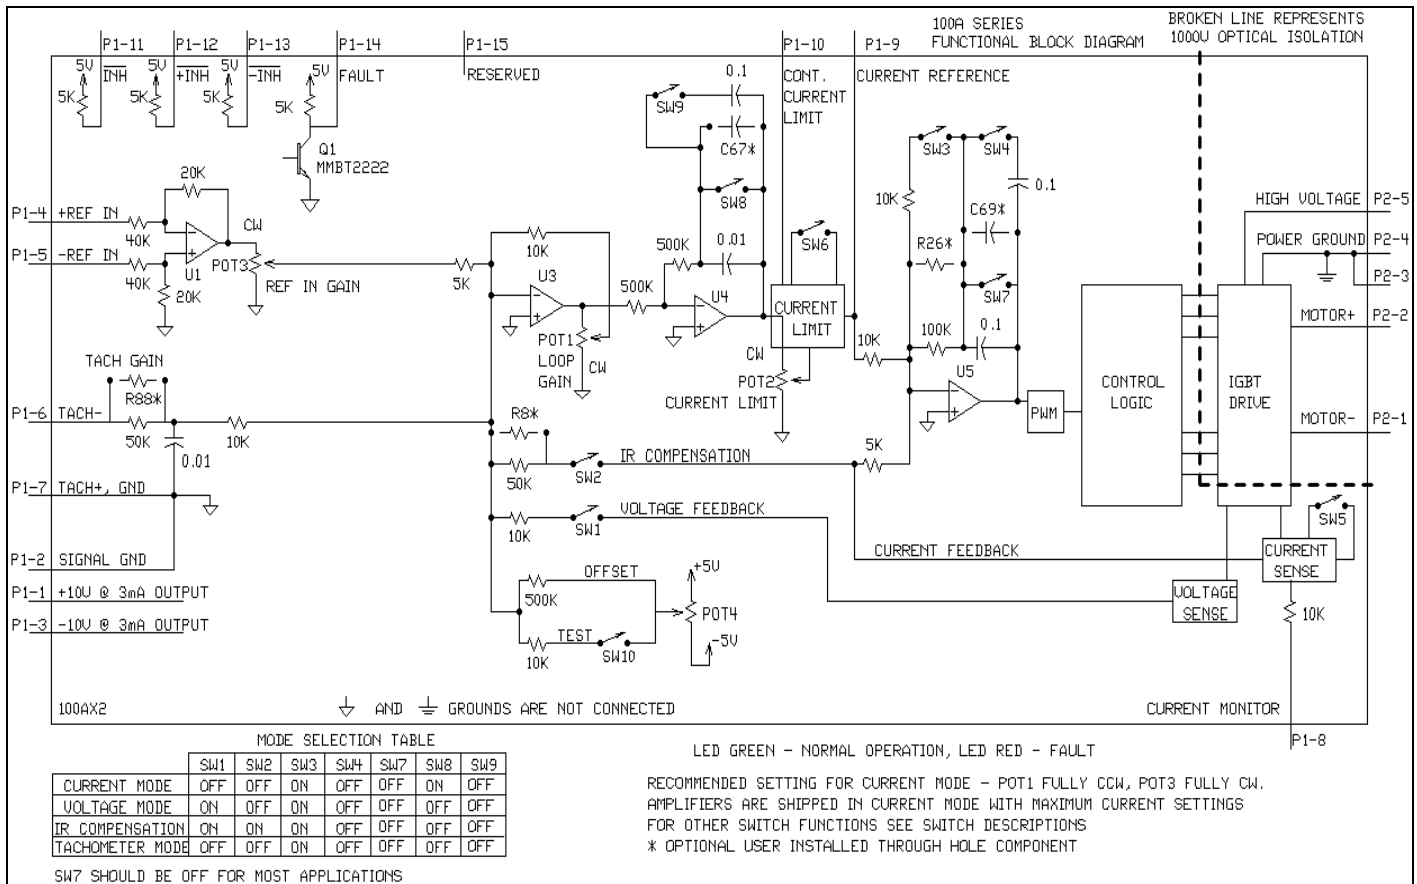 100A SERIES
FUNCTIONAL BLOCK DIAGRAM
BROKEN LINE REPRESENTS
1000V OPTICAL ISOLATION
P1-11
P1-12
P1-13
P1-14
P1-15
P1-10
P1-9
5V
INH
5V
+INH
5V
-INH
5V
FAULT
RESERVED
CONT.
CURRENT
LIMIT
CURRENT REFERENCE
5K
5K
5K
5K
Q1
MMBT2222
0.1
SW9
C67*
SW8
0.01
SW3
SW4
0.1
10K
C69*
R26*
SW7
0.1
100K
U5
20K
P1-4
+REF IN
40K
CW
P1-5
-REF IN
40K
U1
POT3
REF IN GAIN
20K
5K
10K
U3
POT1
LOOP
GAIN
CW
500K
500K
U4
SW6
CURRENT
LIMIT
CW
POT2
CURRENT LIMIT
10K
PWM
CONTROL
LOGIC
IGBT
DRIVE
HIGH VOLTAGE
P2-5
POWER GROUND
P2-4
P2-3
MOTOR+
P2-2
MOTOR-
P2-1
TACH GAIN
R88*
P1-6
TACH-
50K
10K
0.01
P1-7
TACH+, GND
P1-2
SIGNAL GND
P1-1
+10V @ 3mA OUTPUT
P1-3
-10V @ 3mA OUTPUT
R8*
50K
SW2
IR COMPENSATION
5K
10K
SW1
VOLTAGE FEEDBACK
CURRENT FEEDBACK
SW5
CURRENT
SENSE
VOLTAGE
SENSE
10K
OFFSET
500K
+5V
POT4
-5V
TEST
10K
SW10
100AX2
AND
GROUNDS ARE NOT CONNECTED
CURRENT MONITOR
P1-8
MODE SELECTION TABLE
SW1 SW2 SW3 SW4 SW7 SW8 SW9
CURRENT MODE OFF OFF ON OFF OFF ON OFF
VOLTAGE MODE ON OFF ON OFF OFF OFF OFF
IR COMPENSATION ON ON ON OFF OFF OFF OFF
TACHOMETER MODE OFF OFF ON OFF OFF OFF OFF
SW7 SHOULD BE OFF FOR MOST APPLICATIONS
LED GREEN - NORMAL OPERATION, LED RED - FAULT
RECOMMENDED SETTING FOR CURRENT MODE - POT1 FULLY CCW, POT3 FULLY CW.
AMPLIFIERS ARE SHIPPED IN CURRENT MODE WITH MAXIMUM CURRENT SETTINGS
FOR OTHER SWITCH FUNCTIONS SEE SWITCH DESCRIPTIONS
* OPTIONAL USER INSTALLED THROUGH HOLE COMPONENT